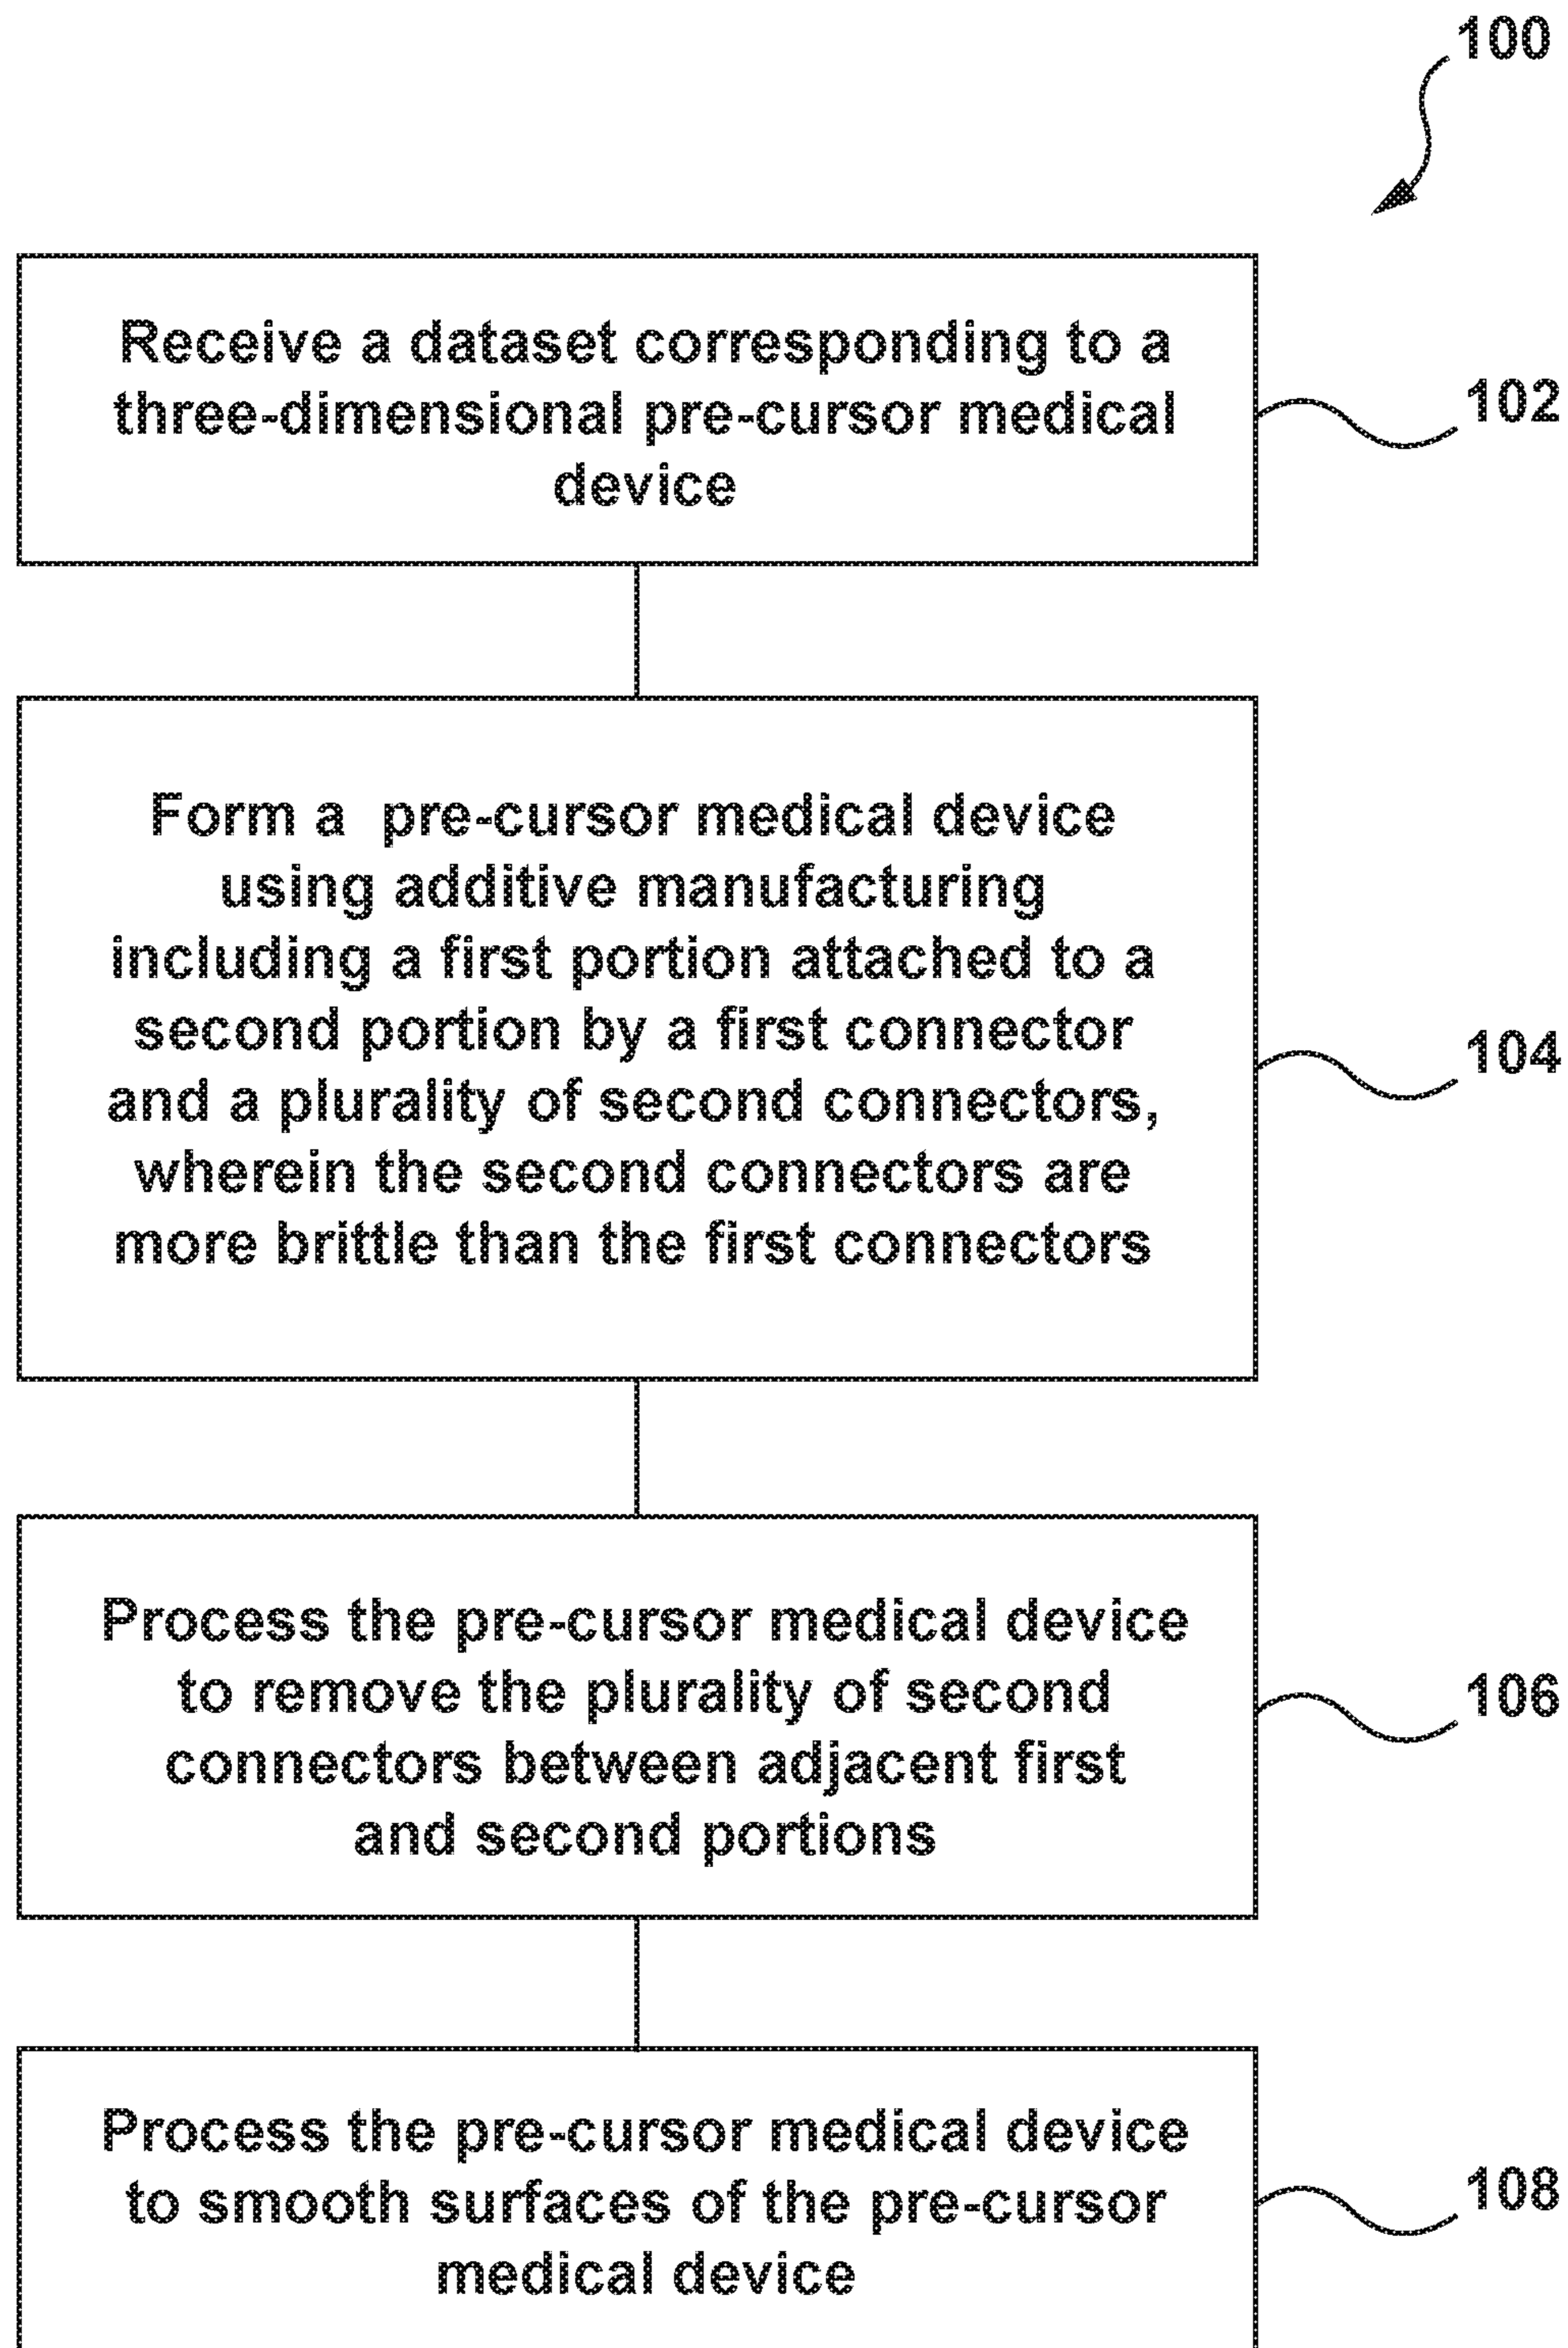 100
Receive a dataset corresponding to a
three-dimensional pre-cursor medical
device
102
Form a pre-cursor medical device
using additive manufacturing
including a first portion attached to a
second portion by a first connector
and a plurality of second connectors,
wherein the second connectors are
more brittle than the first connectors
104
Process the pre-cursor medical device
to remove the plurality of second
connectors between adjacent first
and second portions
106
Process the pre-cursor medical device
to smooth surfaces of the pre-cursor
medical device
108